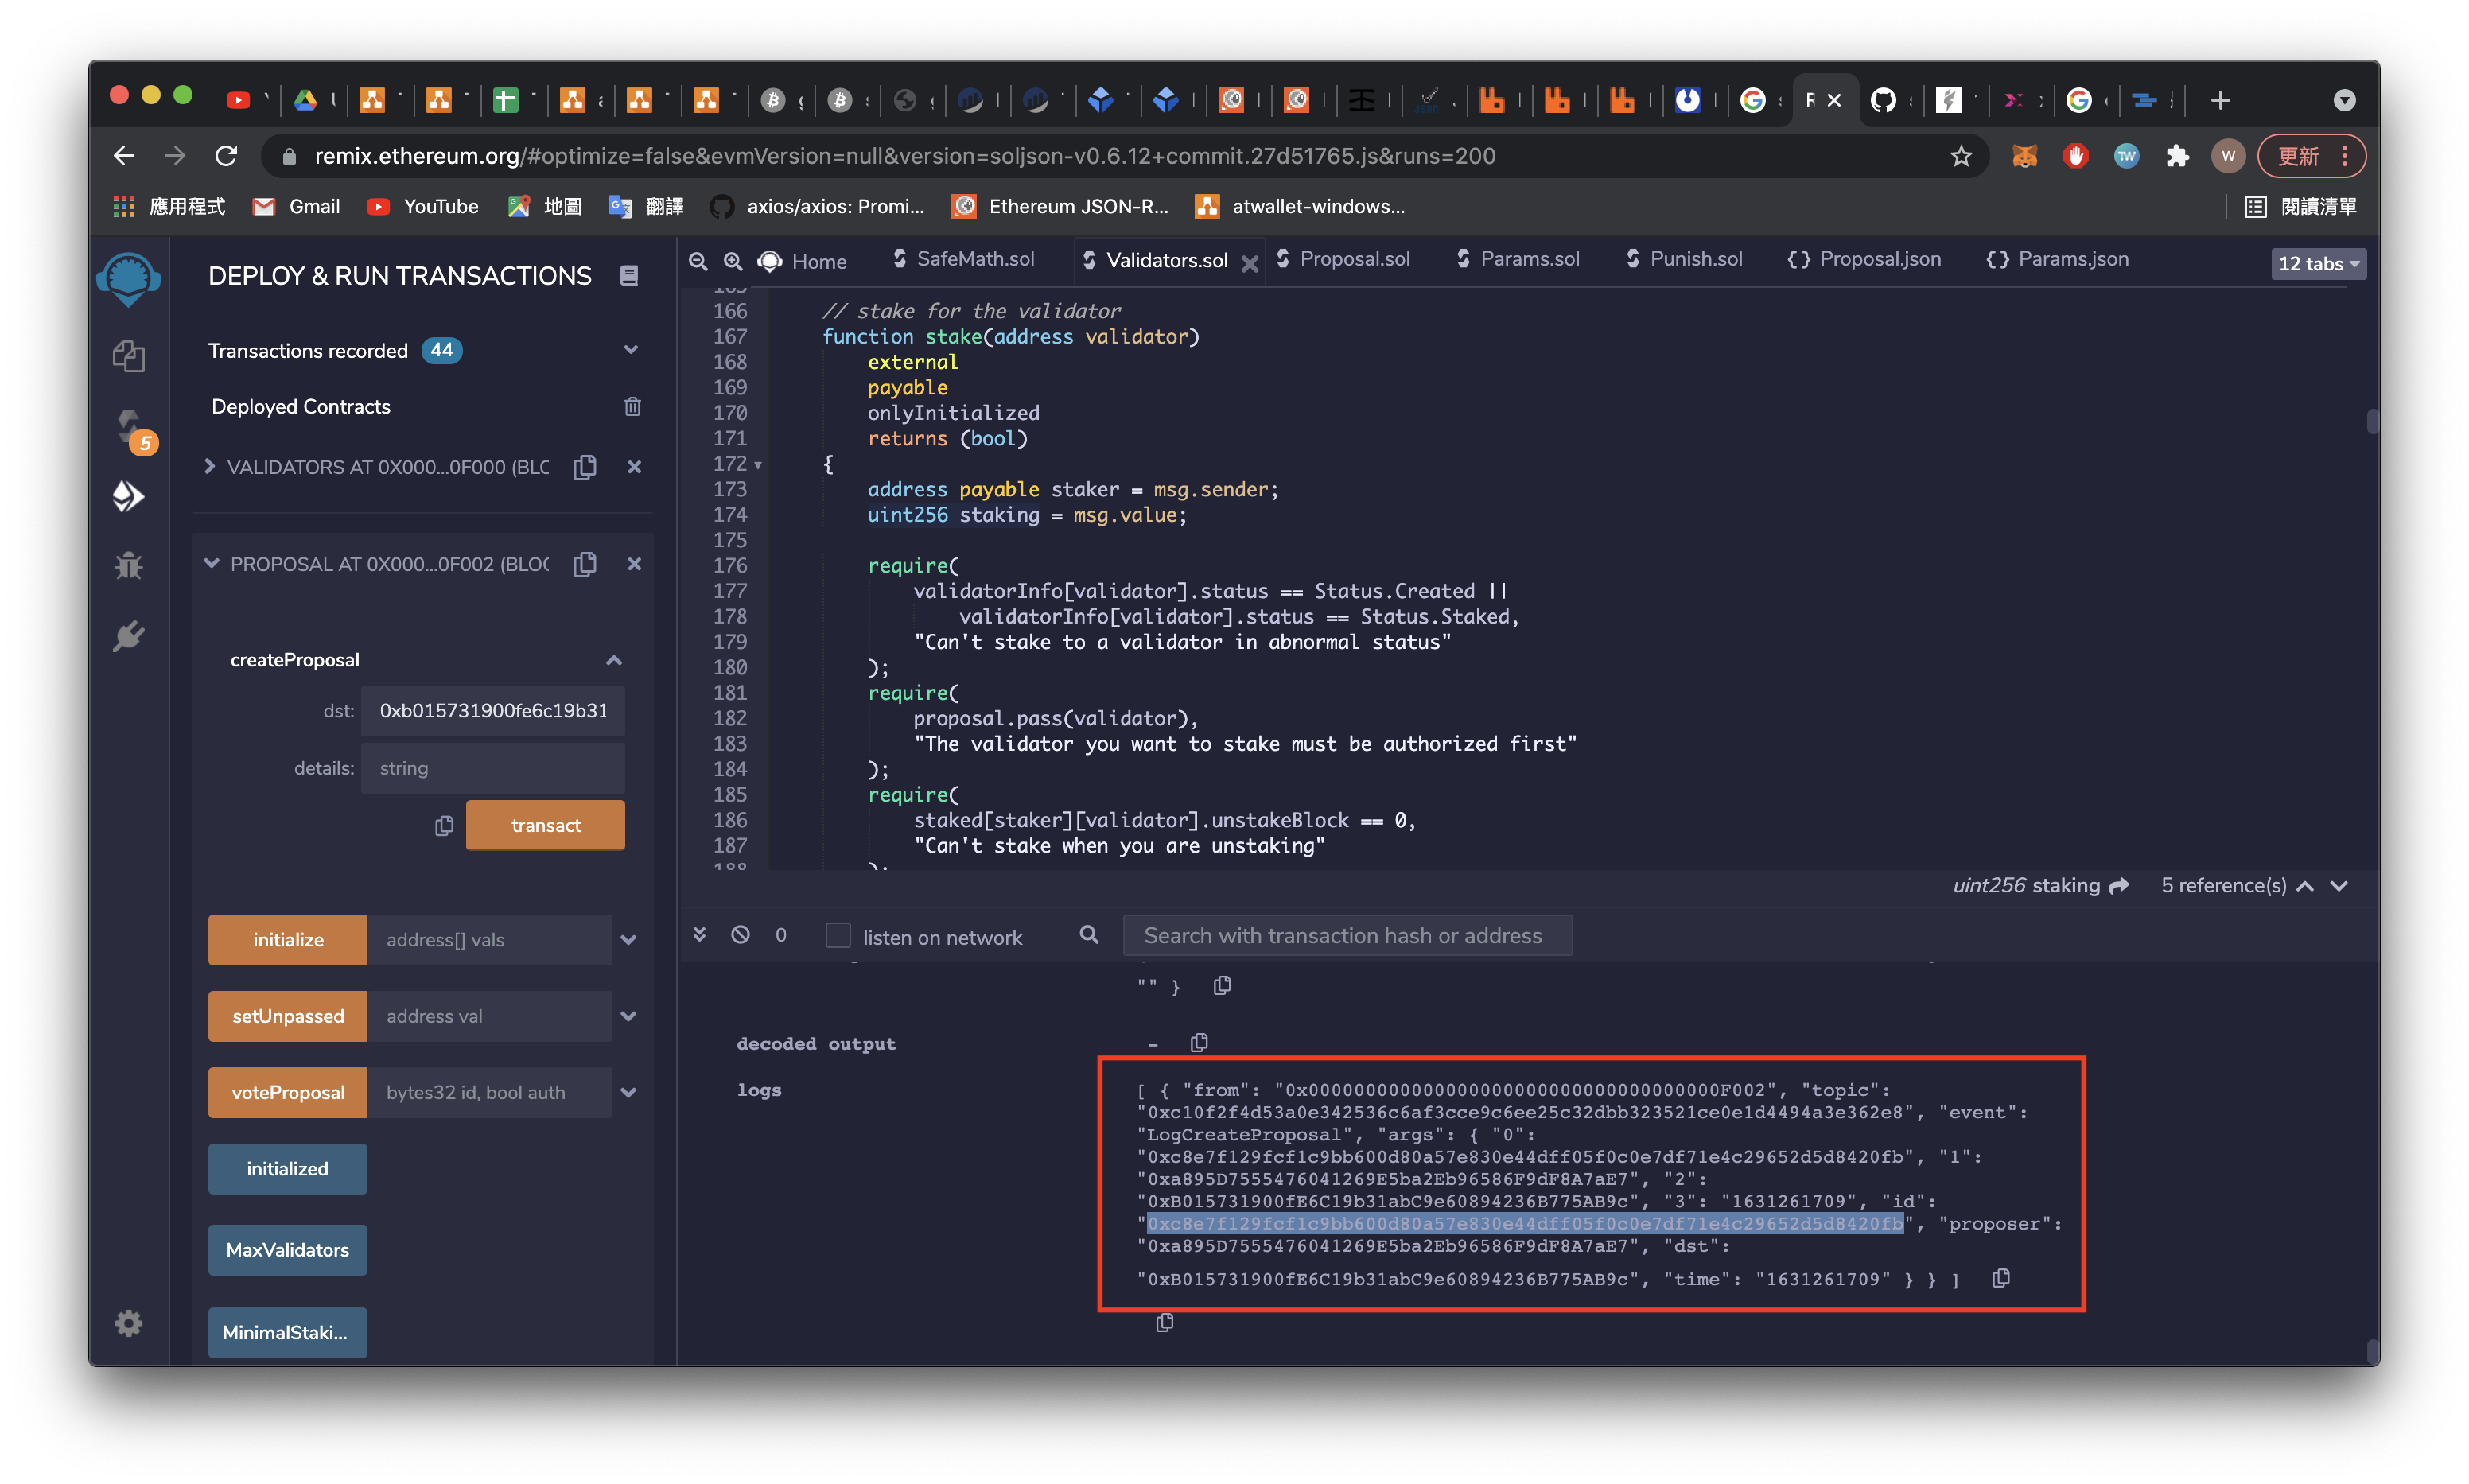 remix.ethereum.org/#optimize=false&evmVersion=null&version=soljson-v0.6.12+commit.27d51765.js&runs=200
W
更新
應用程式
Gmail
YouTube
地圖
翻譯
axios/axios: Promi...
Ethereum JSON-R...
atwallet-windows...
閱讀清單
DEPLOY & RUN TRANSACTIONS
Transactions recorded 44
Deployed Contracts
5
VALIDATORS AT 0X000...0F000 (BLO
PROPOSAL AT 0X000...0F002 (BLOO
createProposal
dst: 0xb015731900fe6c19b31
details: string
transact
initialize address[] vals
setUnpassed address val
voteProposal bytes32 id, bool auth
initialized
MaxValidators
MinimalStaki...
Home SafeMath.sol Validators.sol Proposal.sol Params.sol Punish.sol {} Proposal.json {} Params.json 12 tabs
165
166 // stake for the validator
167 function stake(address validator)
168 external
169 payable
170 onlyInitialized
171 returns (bool)
172 {
173 address payable staker = msg.sender;
174 uint256 staking = msg.value;
175
176 require(
177 validatorInfo[validator].status == Status.Created ||
178 validatorInfo[validator].status == Status.Staked,
179 "Can't stake to a validator in abnormal status"
180 );
181 require(
182 proposal.pass(validator),
183 "The validator you want to stake must be authorized first"
184 );
185 require(
186 staked[staker][validator].unstakeBlock == 0,
187 "Can't stake when you are unstaking"
188 );
uint256 staking 5 reference(s)
0 listen on network Search with transaction hash or address
"" }
decoded output -
logs
[ { "from": "0x000000000000000000000000000000000000F002", "topic":
"0xc10f2f4d53a0e342536c6af3cce9c6ee25c32dbb323521ce0e1d4494a3e362e8", "event":
"LogCreateProposal", "args": { "0":
"0xc8e7f129fcf1c9bb600d80a57e830e44dff05f0c0e7df71e4c29652d5d8420fb", "1":
"0xa895D7555476041269E5ba2Eb96586F9dF8A7aE7", "2":
"0xB015731900fE6C19b31abC9e60894236B775AB9c", "3": "1631261709", "id":
"0xc8e7f129fcf1c9bb600d80a57e830e44dff05f0c0e7df71e4c29652d5d8420fb", "proposer":
"0xa895D7555476041269E5ba2Eb96586F9dF8A7aE7", "dst":
"0xB015731900fE6C19b31abC9e60894236B775AB9c", "time": "1631261709" } } ]